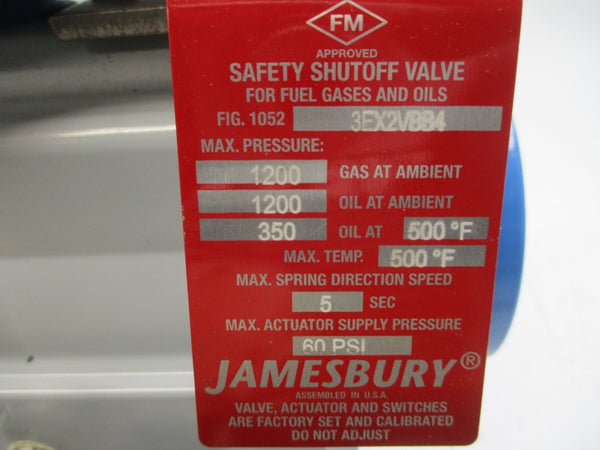 FM
APPROVED
SAFETY SHUTOFF VALVE
FOR FUEL GASES AND OILS
FIG. 1052 3EX2VBB4
MAX. PRESSURE:
1200 GAS AT AMBIENT
1200 OIL AT AMBIENT
350 OIL AT 500 °F
MAX. TEMP. 500 °F
MAX. SPRING DIRECTION SPEED
5 SEC
MAX. ACTUATOR SUPPLY PRESSURE
60 PSI
JAMESBURY®
ASSEMBLED IN U.S.A.
VALVE, ACTUATOR AND SWITCHES
ARE FACTORY SET AND CALIBRATED
DO NOT ADJUST